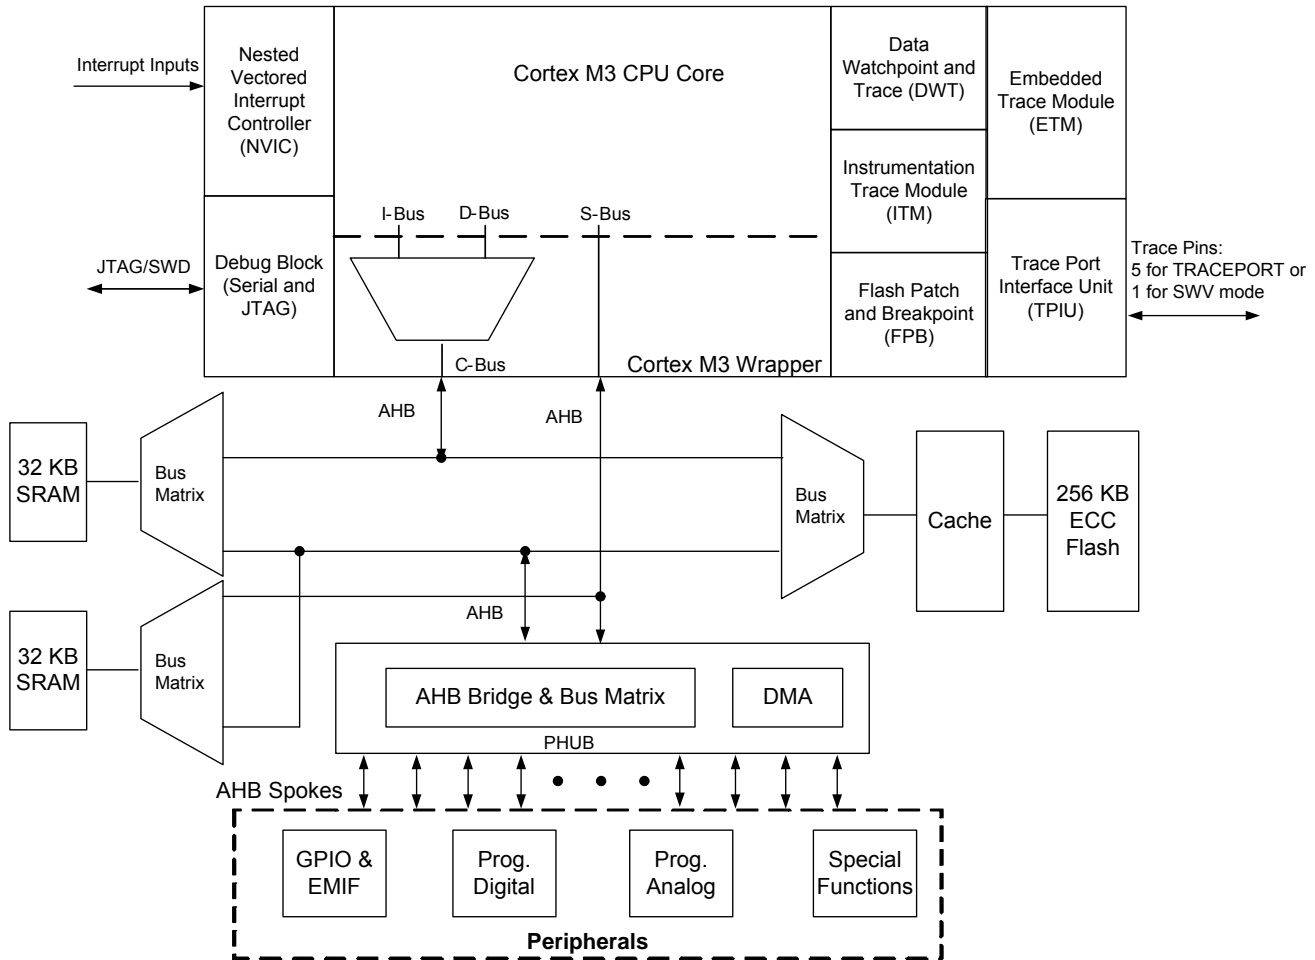 Interrupt Inputs
Nested
Vectored
Interrupt
Controller
(NVIC)
Cortex M3 CPU Core
Data
Watchpoint and
Trace (DWT)
Embedded
Trace Module
(ETM)
Instrumentation
Trace Module
(ITM)
I-Bus
D-Bus
S-Bus
JTAG/SWD
Debug Block
(Serial and
JTAG)
Flash Patch
and Breakpoint
(FPB)
Trace Port
Interface Unit
(TPIU)
Trace Pins:
5 for TRACEPORT or
1 for SWV mode
C-Bus
Cortex M3 Wrapper
AHB
AHB
32 KB
SRAM
Bus
Matrix
Bus
Matrix
Cache
256 KB
ECC
Flash
AHB
32 KB
SRAM
Bus
Matrix
AHB Bridge & Bus Matrix
DMA
PHUB
AHB Spokes
GPIO &
EMIF
Prog.
Digital
Prog.
Analog
Special
Functions
Peripherals